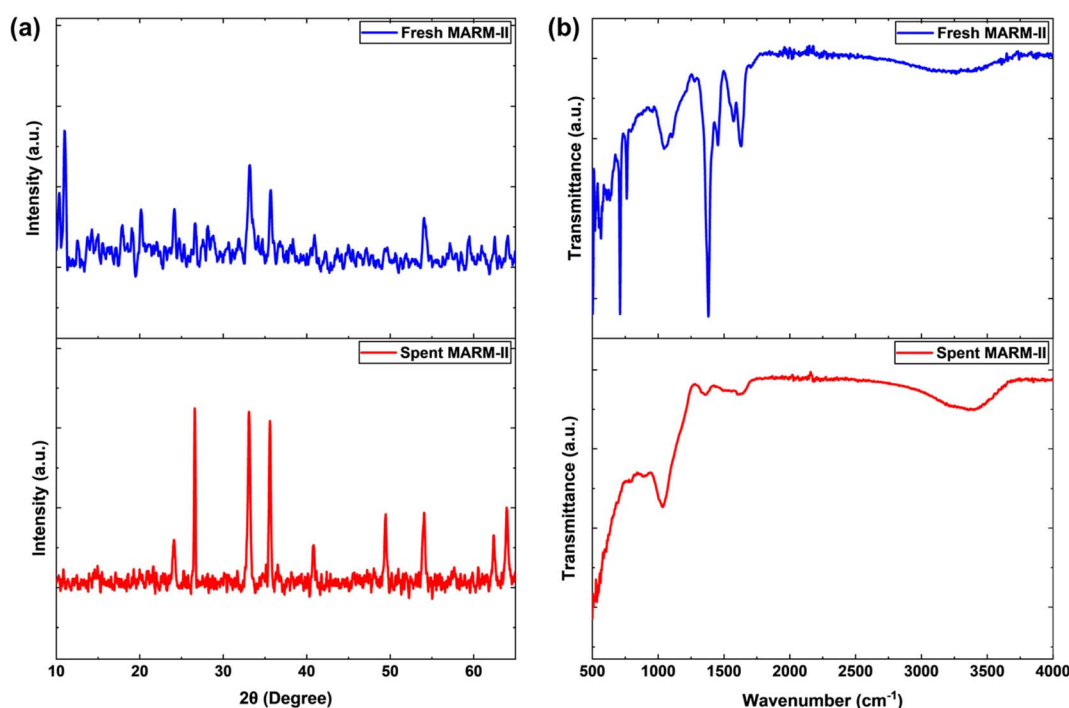 (a)
Fresh MARM-II
Intensity (a.u.)
Spent MARM-II
Intensity (a.u.)
10 20 30 40 50 60
2θ (Degree)
(b)
Fresh MARM-II
Transmittance (a.u.)
Spent MARM-II
Transmittance (a.u.)
500 1000 1500 2000 2500 3000 3500 4000
Wavenumber (cm⁻¹)